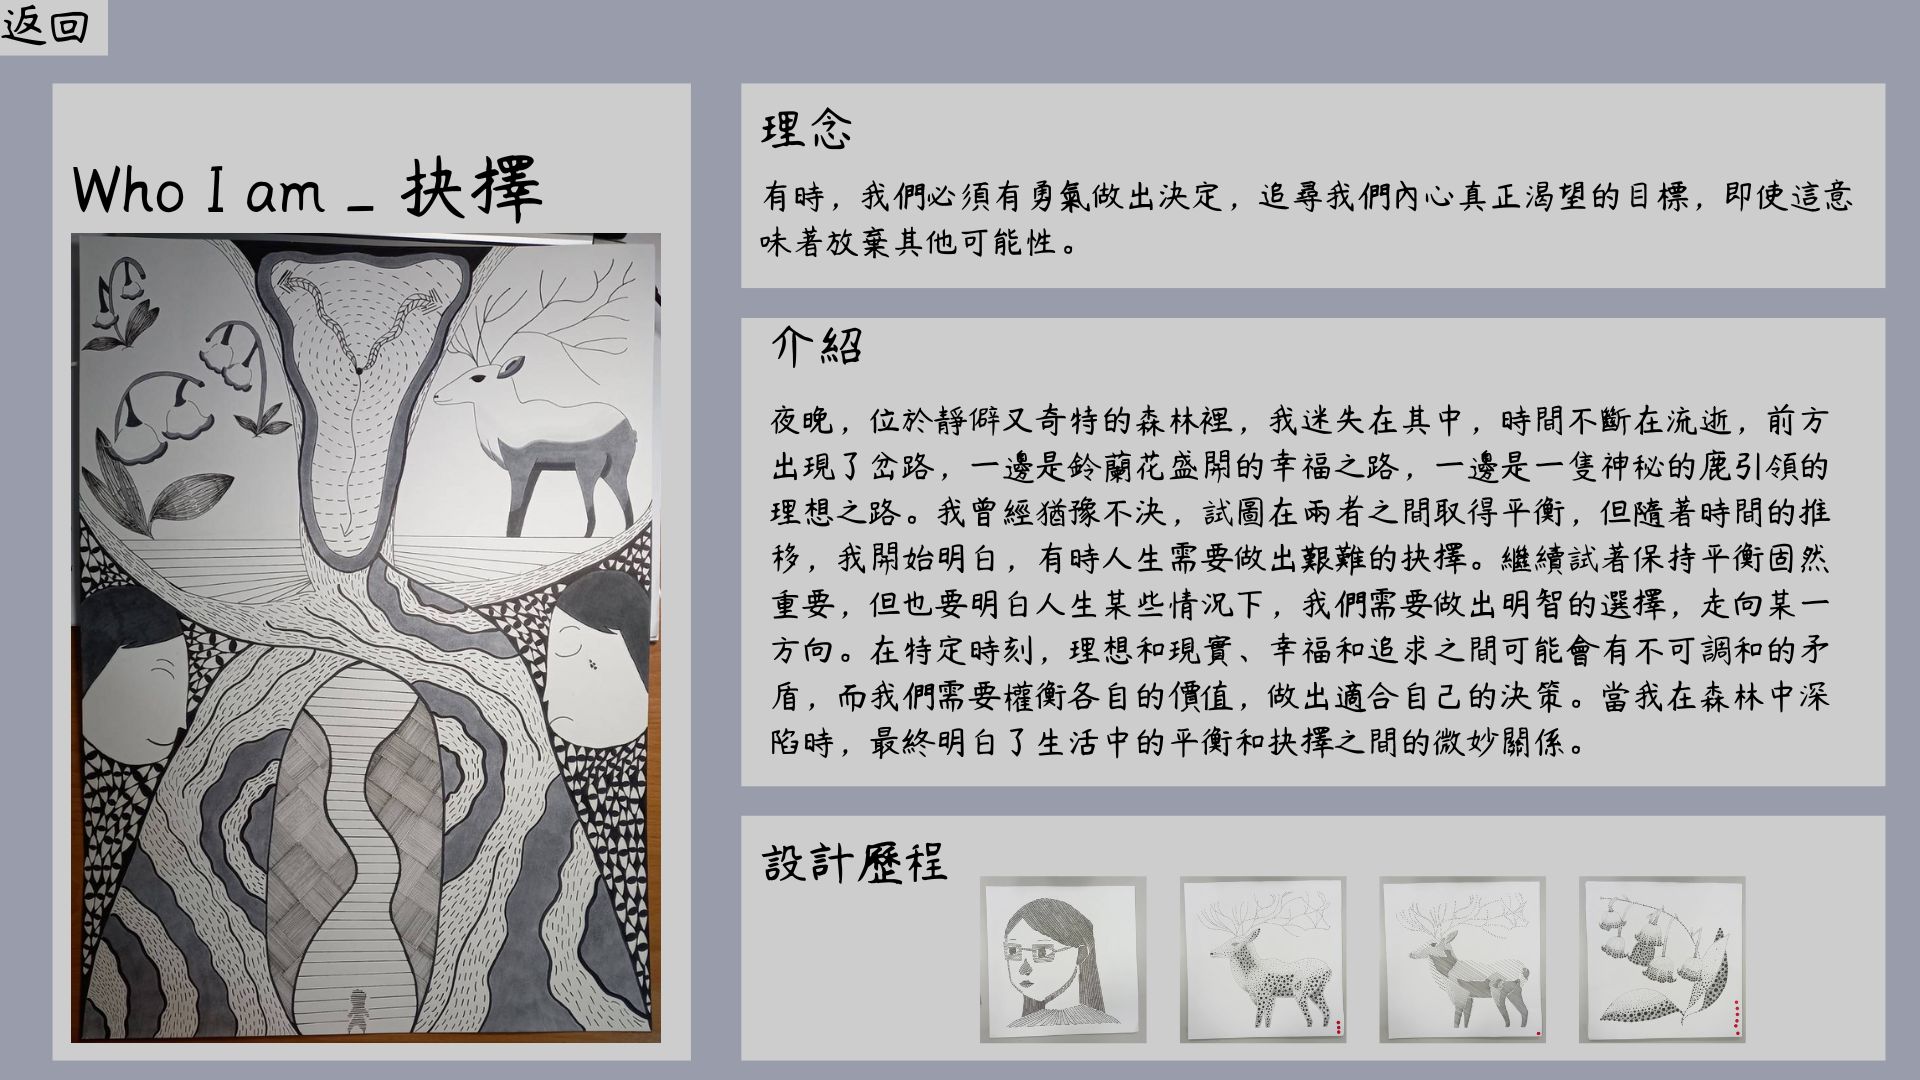 返回
Who I am _ 抉擇
理念
有時，我們必須有勇氣做出決定，追尋我們內心真正渴望的目標，即使這意
味著放棄其他可能性。
介紹
夜晚，位於靜僻又奇特的森林裡，我迷失在其中，時間不斷在流逝，前方
出現了岔路，一邊是鈴蘭花盛開的幸福之路，一邊是一隻神秘的鹿引領的
理想之路。我曾經猶豫不決，試圖在兩者之間取得平衡，但隨著時間的推
移，我開始明白，有時人生需要做出艱難的抉擇。繼續試著保持平衡固然
重要，但也要明白人生某些情況下，我們需要做出明智的選擇，走向某一
方向。在特定時刻，理想和現實、幸福和追求之間可能會有不可調和的矛
盾，而我們需要權衡各自的價值，做出適合自己的決策。當我在森林中深
陷時，最終明白了生活中的平衡和抉擇之間的微妙關係。
設計歷程